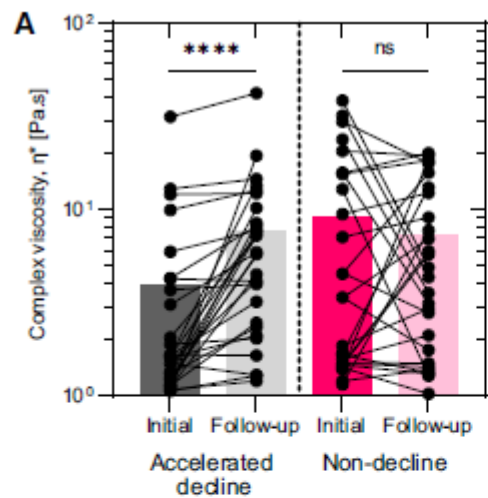 A
Complex viscosity, η* [Pa.s]
10²
10¹
10⁰
****
ns
Initial Follow-up Initial Follow-up
Accelerated Non-decline
decline